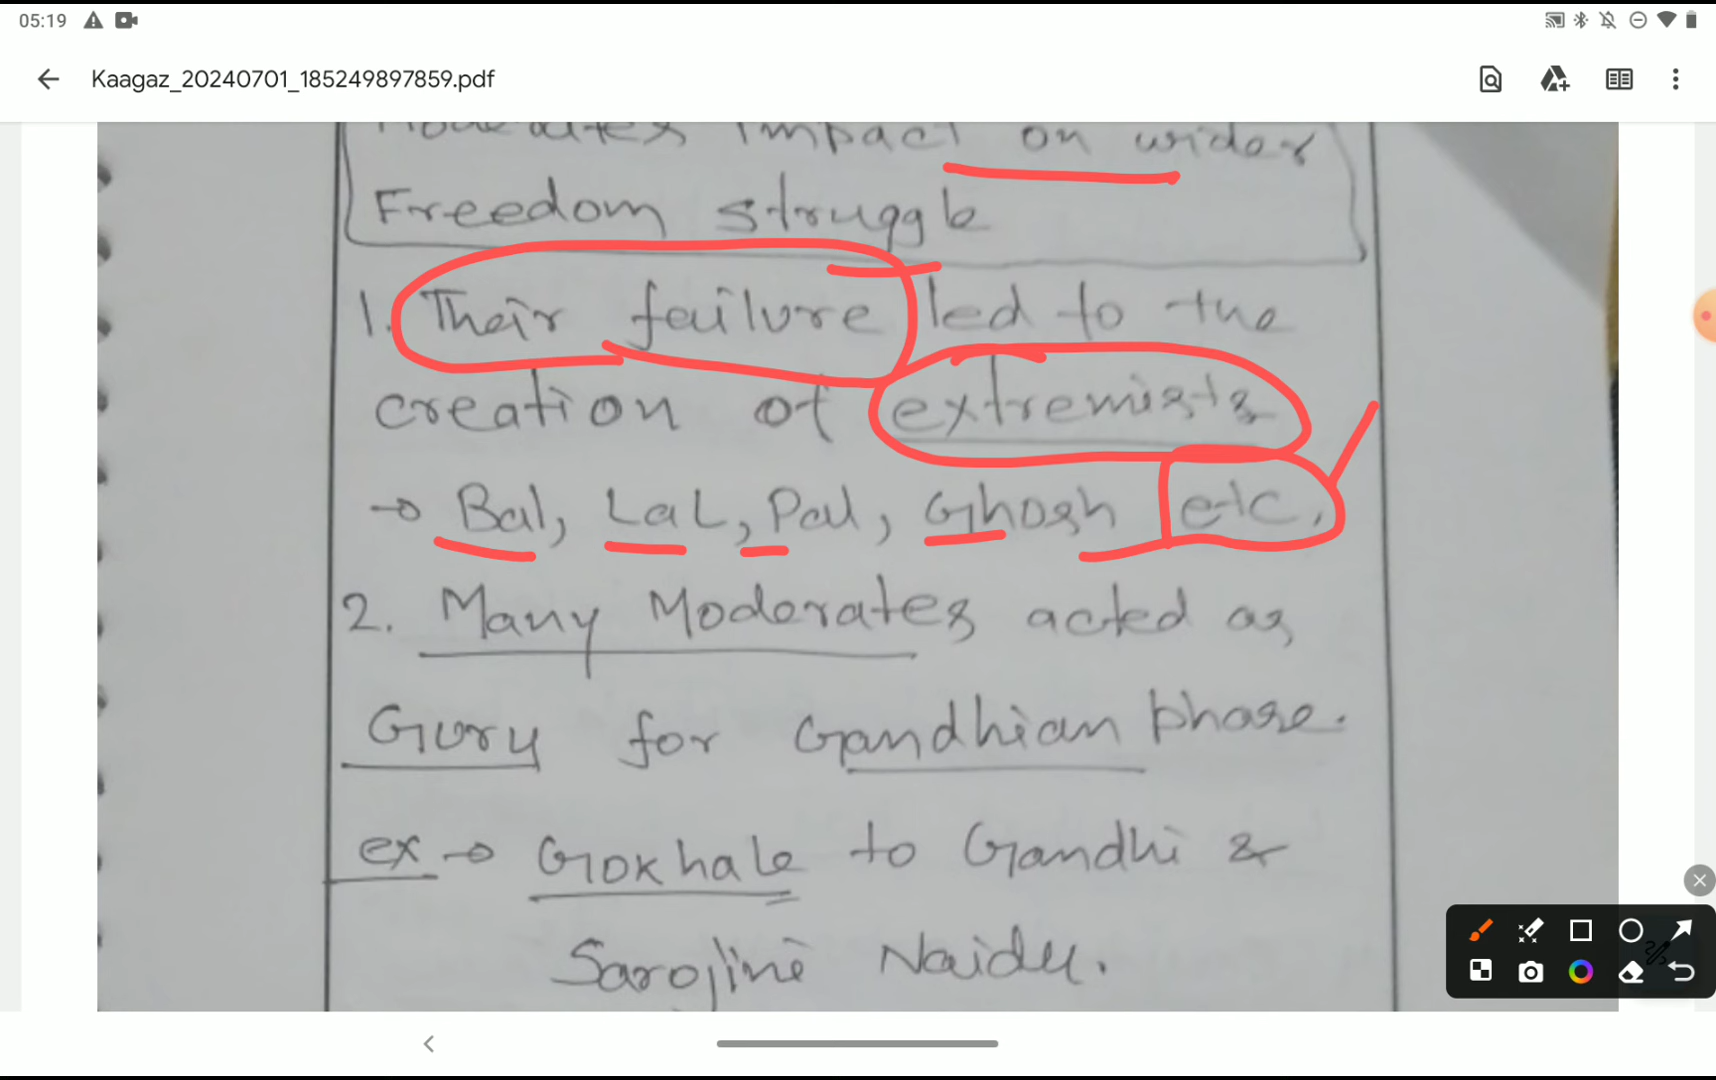 05:19
Kaagaz_20240701_185249897859.pdf
Moderates impact on wider
Freedom struggle
1. Their failure led to the
creation of extremists
→ Bal, LaL, Pal, Ghosh etc.
2. Many Moderates acted as
Guru for Gandhian phase.
ex → Gokhale to Gandhi &
Sarojini Naidu.